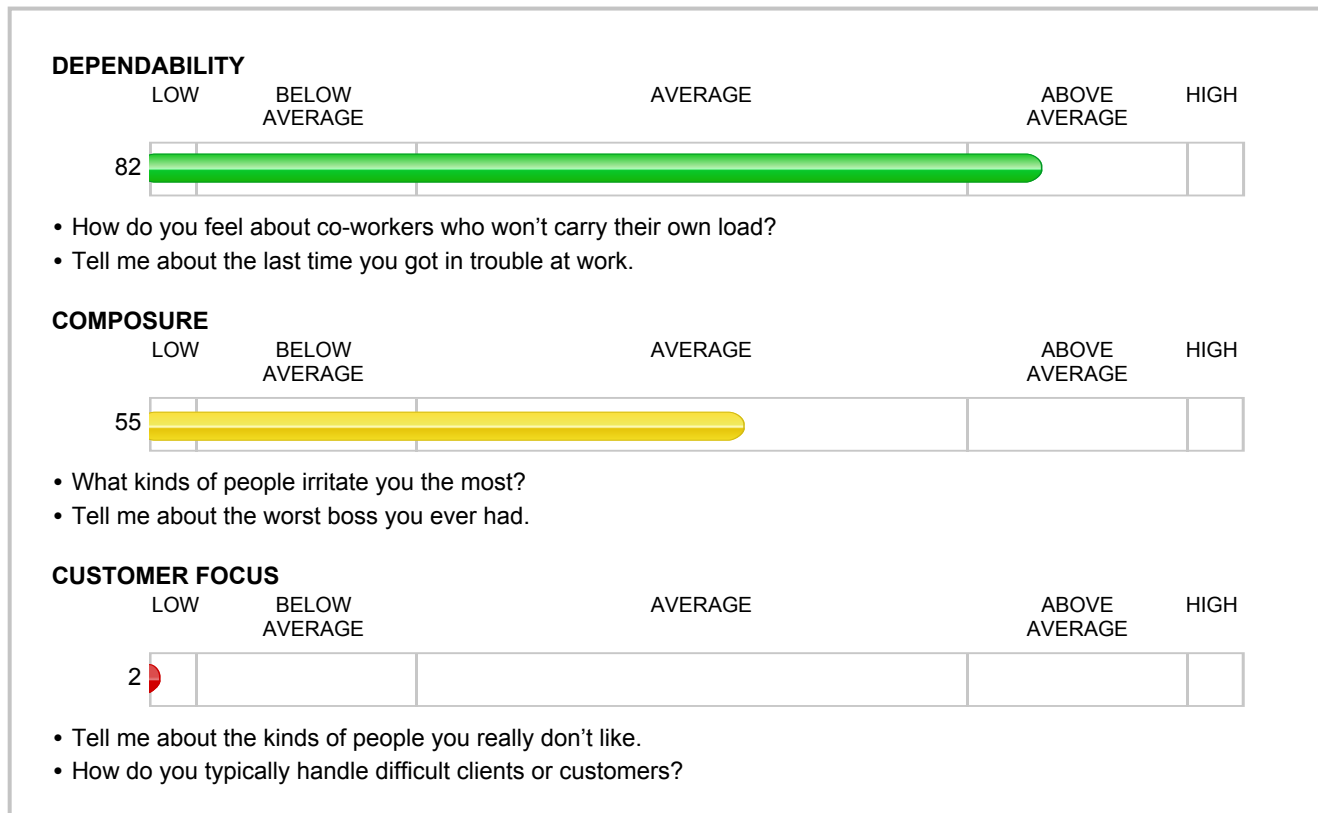 DEPENDABILITY
LOW BELOW AVERAGE AVERAGE ABOVE AVERAGE HIGH
82
• How do you feel about co-workers who won’t carry their own load?
• Tell me about the last time you got in trouble at work.
COMPOSURE
LOW BELOW AVERAGE AVERAGE ABOVE AVERAGE HIGH
55
• What kinds of people irritate you the most?
• Tell me about the worst boss you ever had.
CUSTOMER FOCUS
LOW BELOW AVERAGE AVERAGE ABOVE AVERAGE HIGH
2
• Tell me about the kinds of people you really don’t like.
• How do you typically handle difficult clients or customers?